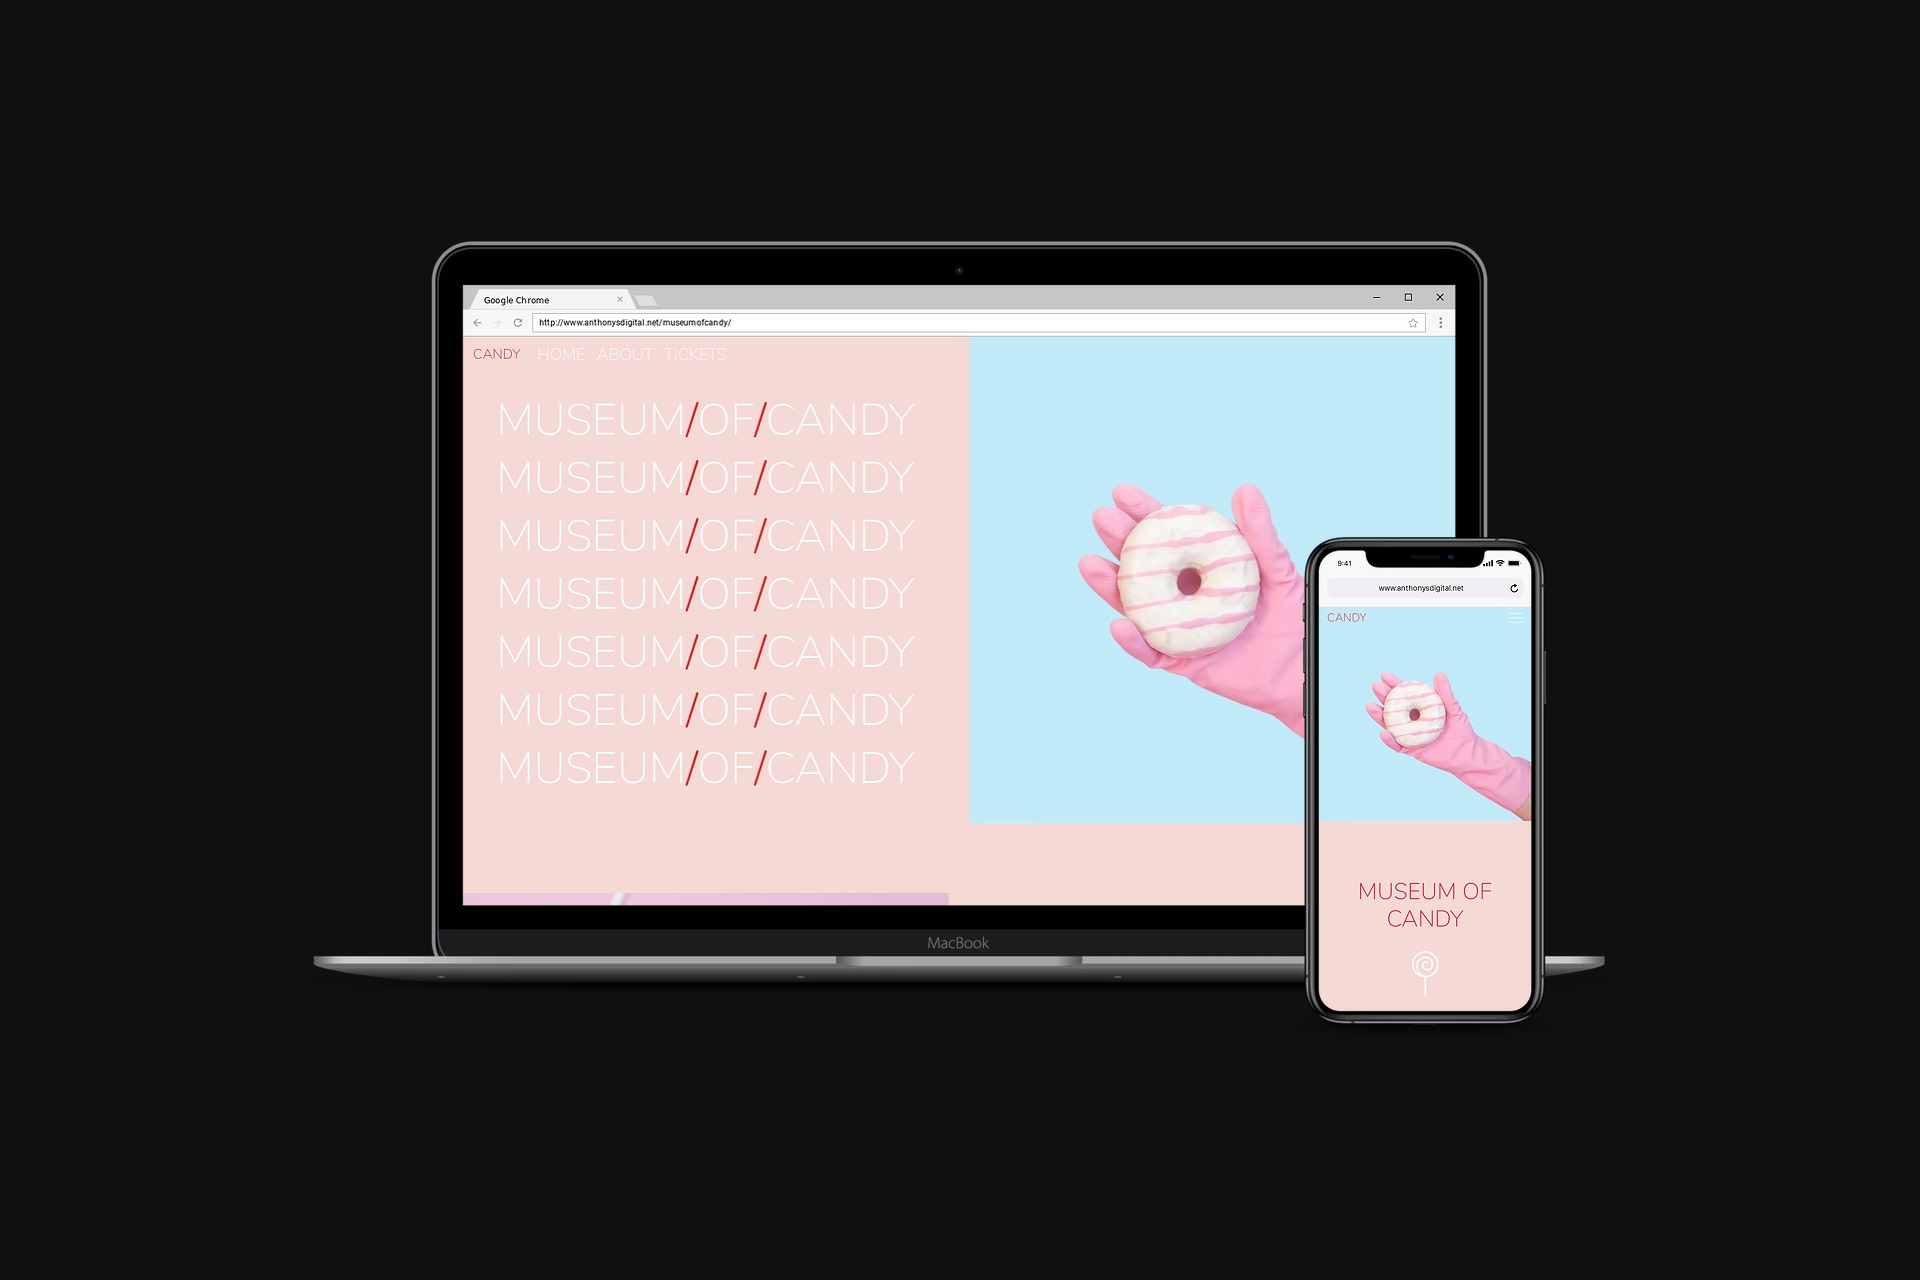 Google Chrome
http://www.anthonysdigital.net/museumofcandy/
CANDY HOME ABOUT TICKETS
MUSEUM/OF/CANDY
MUSEUM/OF/CANDY
MUSEUM/OF/CANDY
MUSEUM/OF/CANDY
MUSEUM/OF/CANDY
MUSEUM/OF/CANDY
MUSEUM/OF/CANDY
MacBook
9:41
www.anthonysdigital.net
CANDY
MUSEUM OF
CANDY